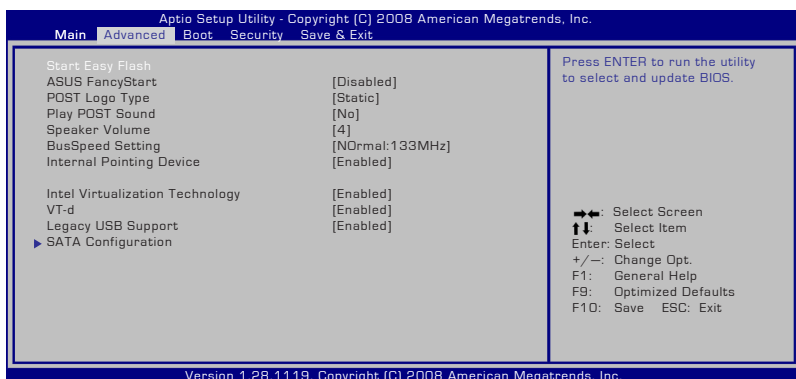 Aptio Setup Utility - Copyright (C) 2008 American Megatrends, Inc.
Main Advanced Boot Security Save & Exit
Start Easy Flash
ASUS FancyStart [Disabled]
POST Logo Type [Static]
Play POST Sound [No]
Speaker Volume [4]
BusSpeed Setting [N0rmal:133MHz]
Internal Pointing Device [Enabled]
Intel Virtualization Technology [Enabled]
VT-d [Enabled]
Legacy USB Support [Enabled]
SATA Configuration
Press ENTER to run the utility
to select and update BIOS.
→←: Select Screen
↑↓: Select Item
Enter: Select
+/—: Change Opt.
F1: General Help
F9: Optimized Defaults
F10: Save ESC: Exit
Version 1.28.1119. Copyright (C) 2008 American Megatrends, Inc.